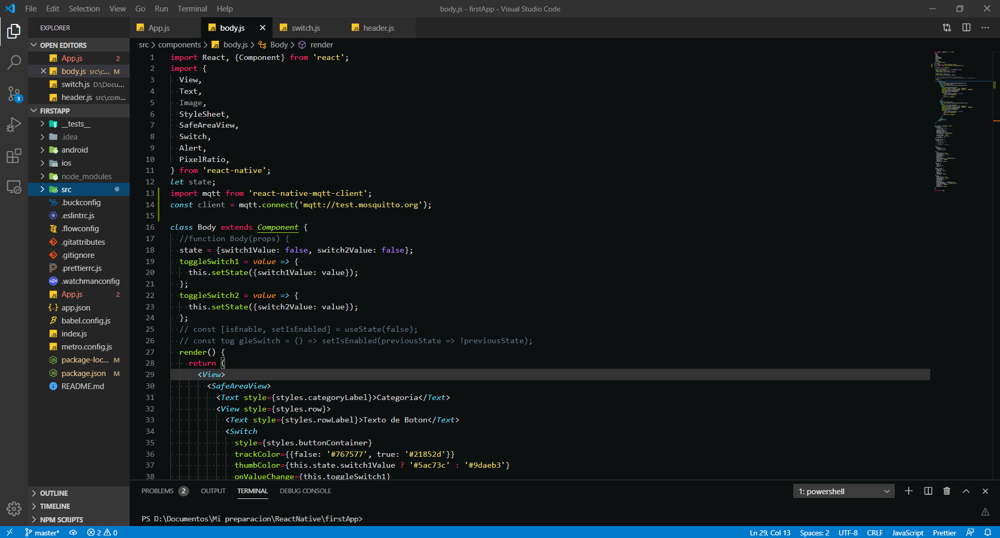 File Edit Selection View Go Run Terminal Help
body.js - firstApp - Visual Studio Code
EXPLORER
OPEN EDITORS
App.js 2
body.js src\c... M
switch.js D:\Docu...
header.js src\com...
FIRSTAPP
__tests__
.idea
android
ios
node_modules
src
.buckconfig
.eslintrc.js
.flowconfig
.gitattributes
.gitignore
.prettierrc.js
.watchmanconfig
App.js 2
app.json
babel.config.js
index.js
metro.config.js
package-loc... M
package.json M
README.md
OUTLINE
TIMELINE
NPM SCRIPTS
3
App.js
body.js
switch.js
header.js
src > components > body.js > Body > render
1 import React, {Component} from 'react';
2 import {
3 View,
4 Text,
5 Image,
6 StyleSheet,
7 SafeAreaView,
8 Switch,
9 Alert,
10 PixelRatio,
11 } from 'react-native';
12 let state;
13 import mqtt from 'react-native-mqtt-client';
14 const client = mqtt.connect('mqtt://test.mosquitto.org');
15
16 class Body extends Component {
17 //function Body(props) {
18 state = {switch1Value: false, switch2Value: false};
19 toggleSwitch1 = value => {
20 this.setState({switch1Value: value});
21 };
22 toggleSwitch2 = value => {
23 this.setState({switch2Value: value});
24 };
25 // const [isEnable, setIsEnabled] = useState(false);
26 // const tog gleSwitch = () => setIsEnabled(previousState => !previousState);
27 render() {
28 return (
29 <View>
30 <SafeAreaView>
31 <Text style={styles.categoryLabel}>Categoria</Text>
32 <View style={styles.row}>
33 <Text style={styles.rowLabel}>Texto de Boton</Text>
34 <Switch
35 style={styles.buttonContainer}
36 trackColor={{false: '#767577', true: '#21852d'}}
37 thumbColor={this.state.switch1Value ? '#5ac73c' : '#9daeb3'}
38 onValueChange={this.toggleSwitch1}
PROBLEMS 2 OUTPUT TERMINAL DEBUG CONSOLE
1: powershell
PS D:\Documentos\Mi preparacion\ReactNative\firstApp>
master* 2 0
Ln 29, Col 13 Spaces: 2 UTF-8 CRLF JavaScript Prettier